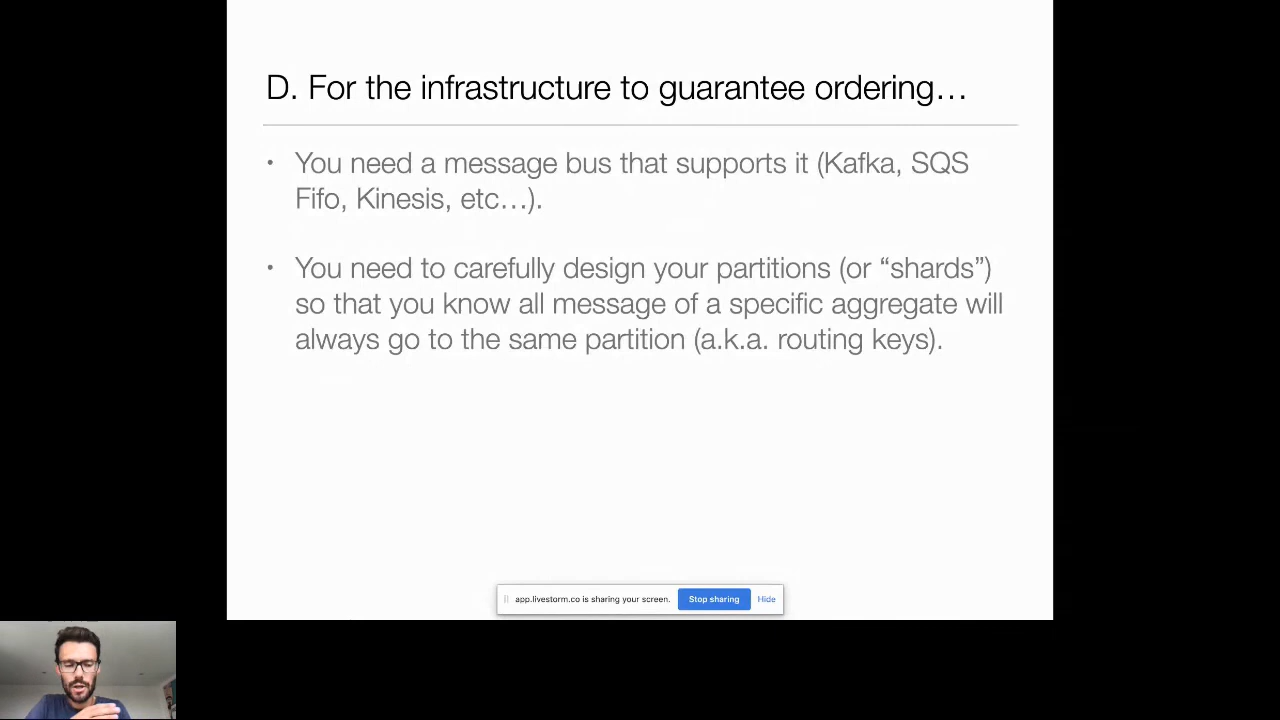 D. For the infrastructure to guarantee ordering…
• You need a message bus that supports it (Kafka, SQS
Fifo, Kinesis, etc…).
• You need to carefully design your partitions (or “shards”)
so that you know all message of a specific aggregate will
always go to the same partition (a.k.a. routing keys).
app.livestorm.co is sharing your screen. Stop sharing Hide